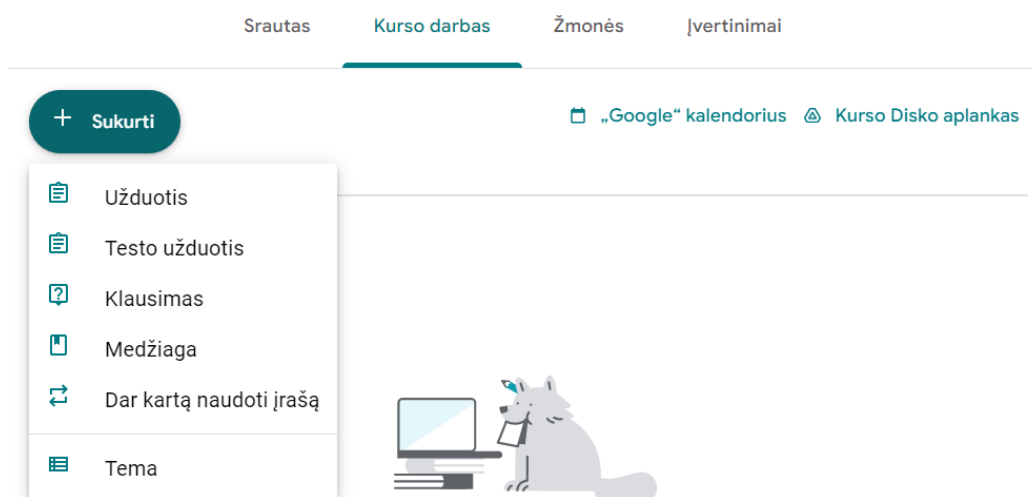 Srautas Kurso darbas Žmonės Įvertinimai
+ Sukurti
„Google“ kalendorius Kurso Disko aplankas
Užduotis
Testo užduotis
Klausimas
Medžiaga
Dar kartą naudoti įrašą
Tema